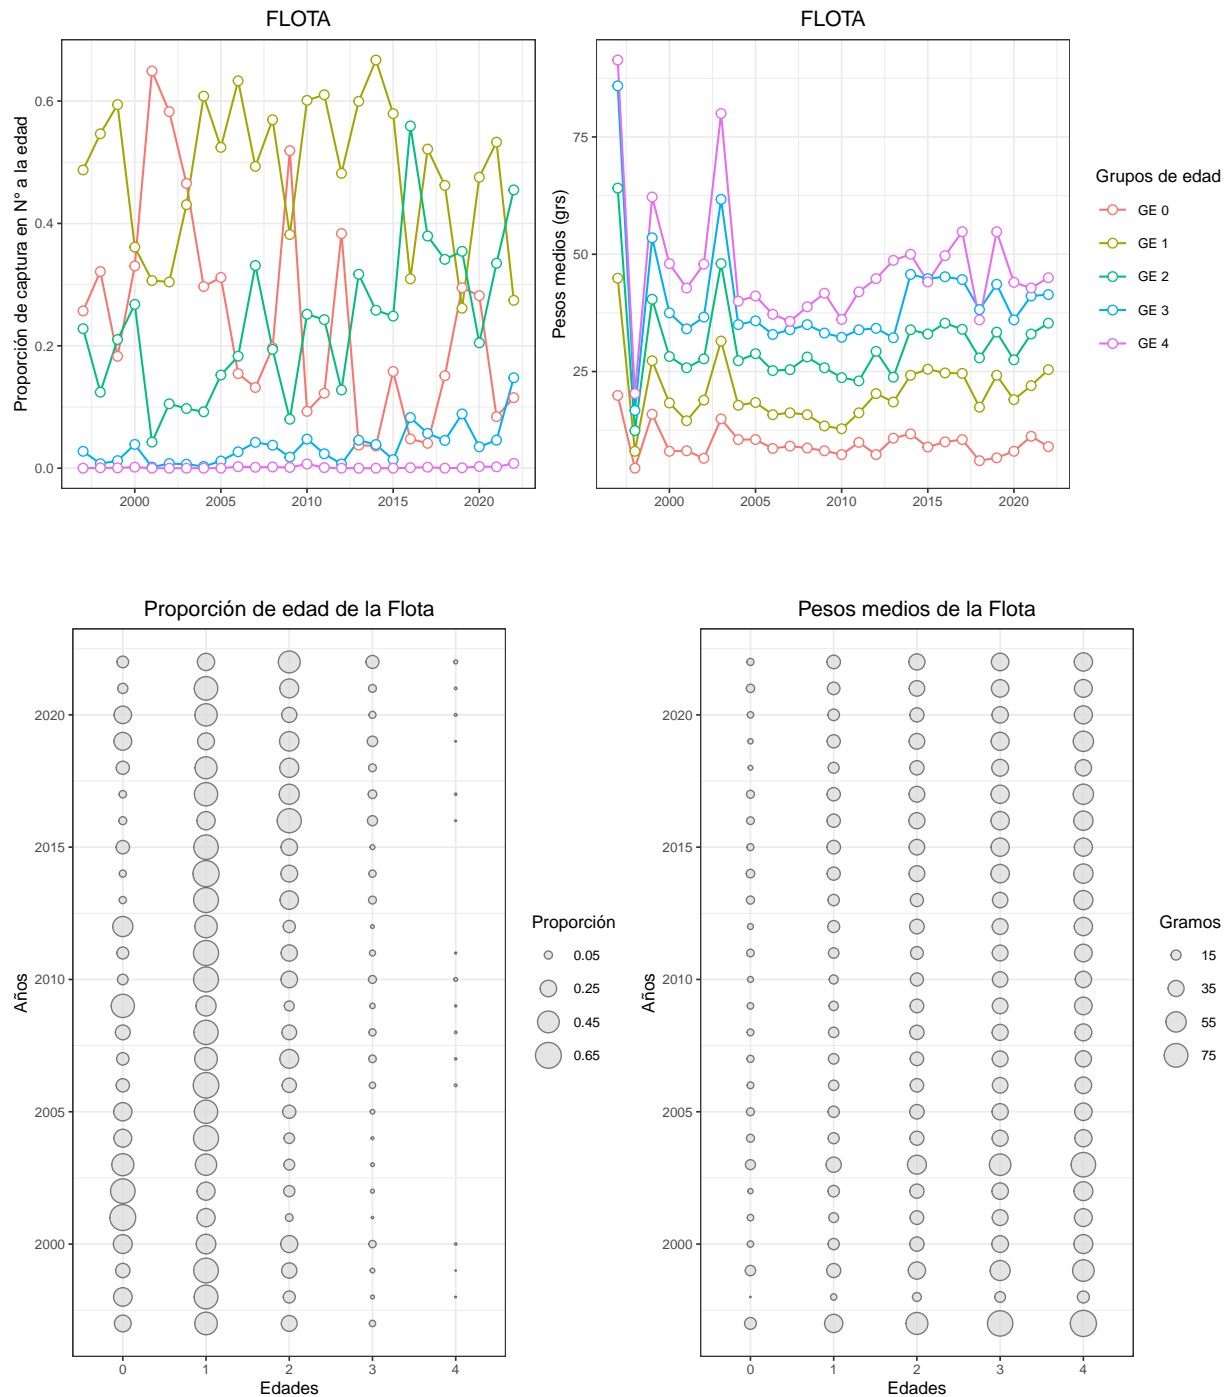 FLOTA
Proporción de captura en N° a la edad
0.6
0.4
0.2
0.0
2000 2005 2010 2015 2020
FLOTA
Pesos medios (grs)
75
50
25
2000 2005 2010 2015 2020
Grupos de edad
GE 0
GE 1
GE 2
GE 3
GE 4
Proporción de edad de la Flota
Años
2020
2015
2010
2005
2000
0 1 2 3 4
Edades
Proporción
0.05
0.25
0.45
0.65
Pesos medios de la Flota
Años
2020
2015
2010
2005
2000
0 1 2 3 4
Edades
Gramos
15
35
55
75